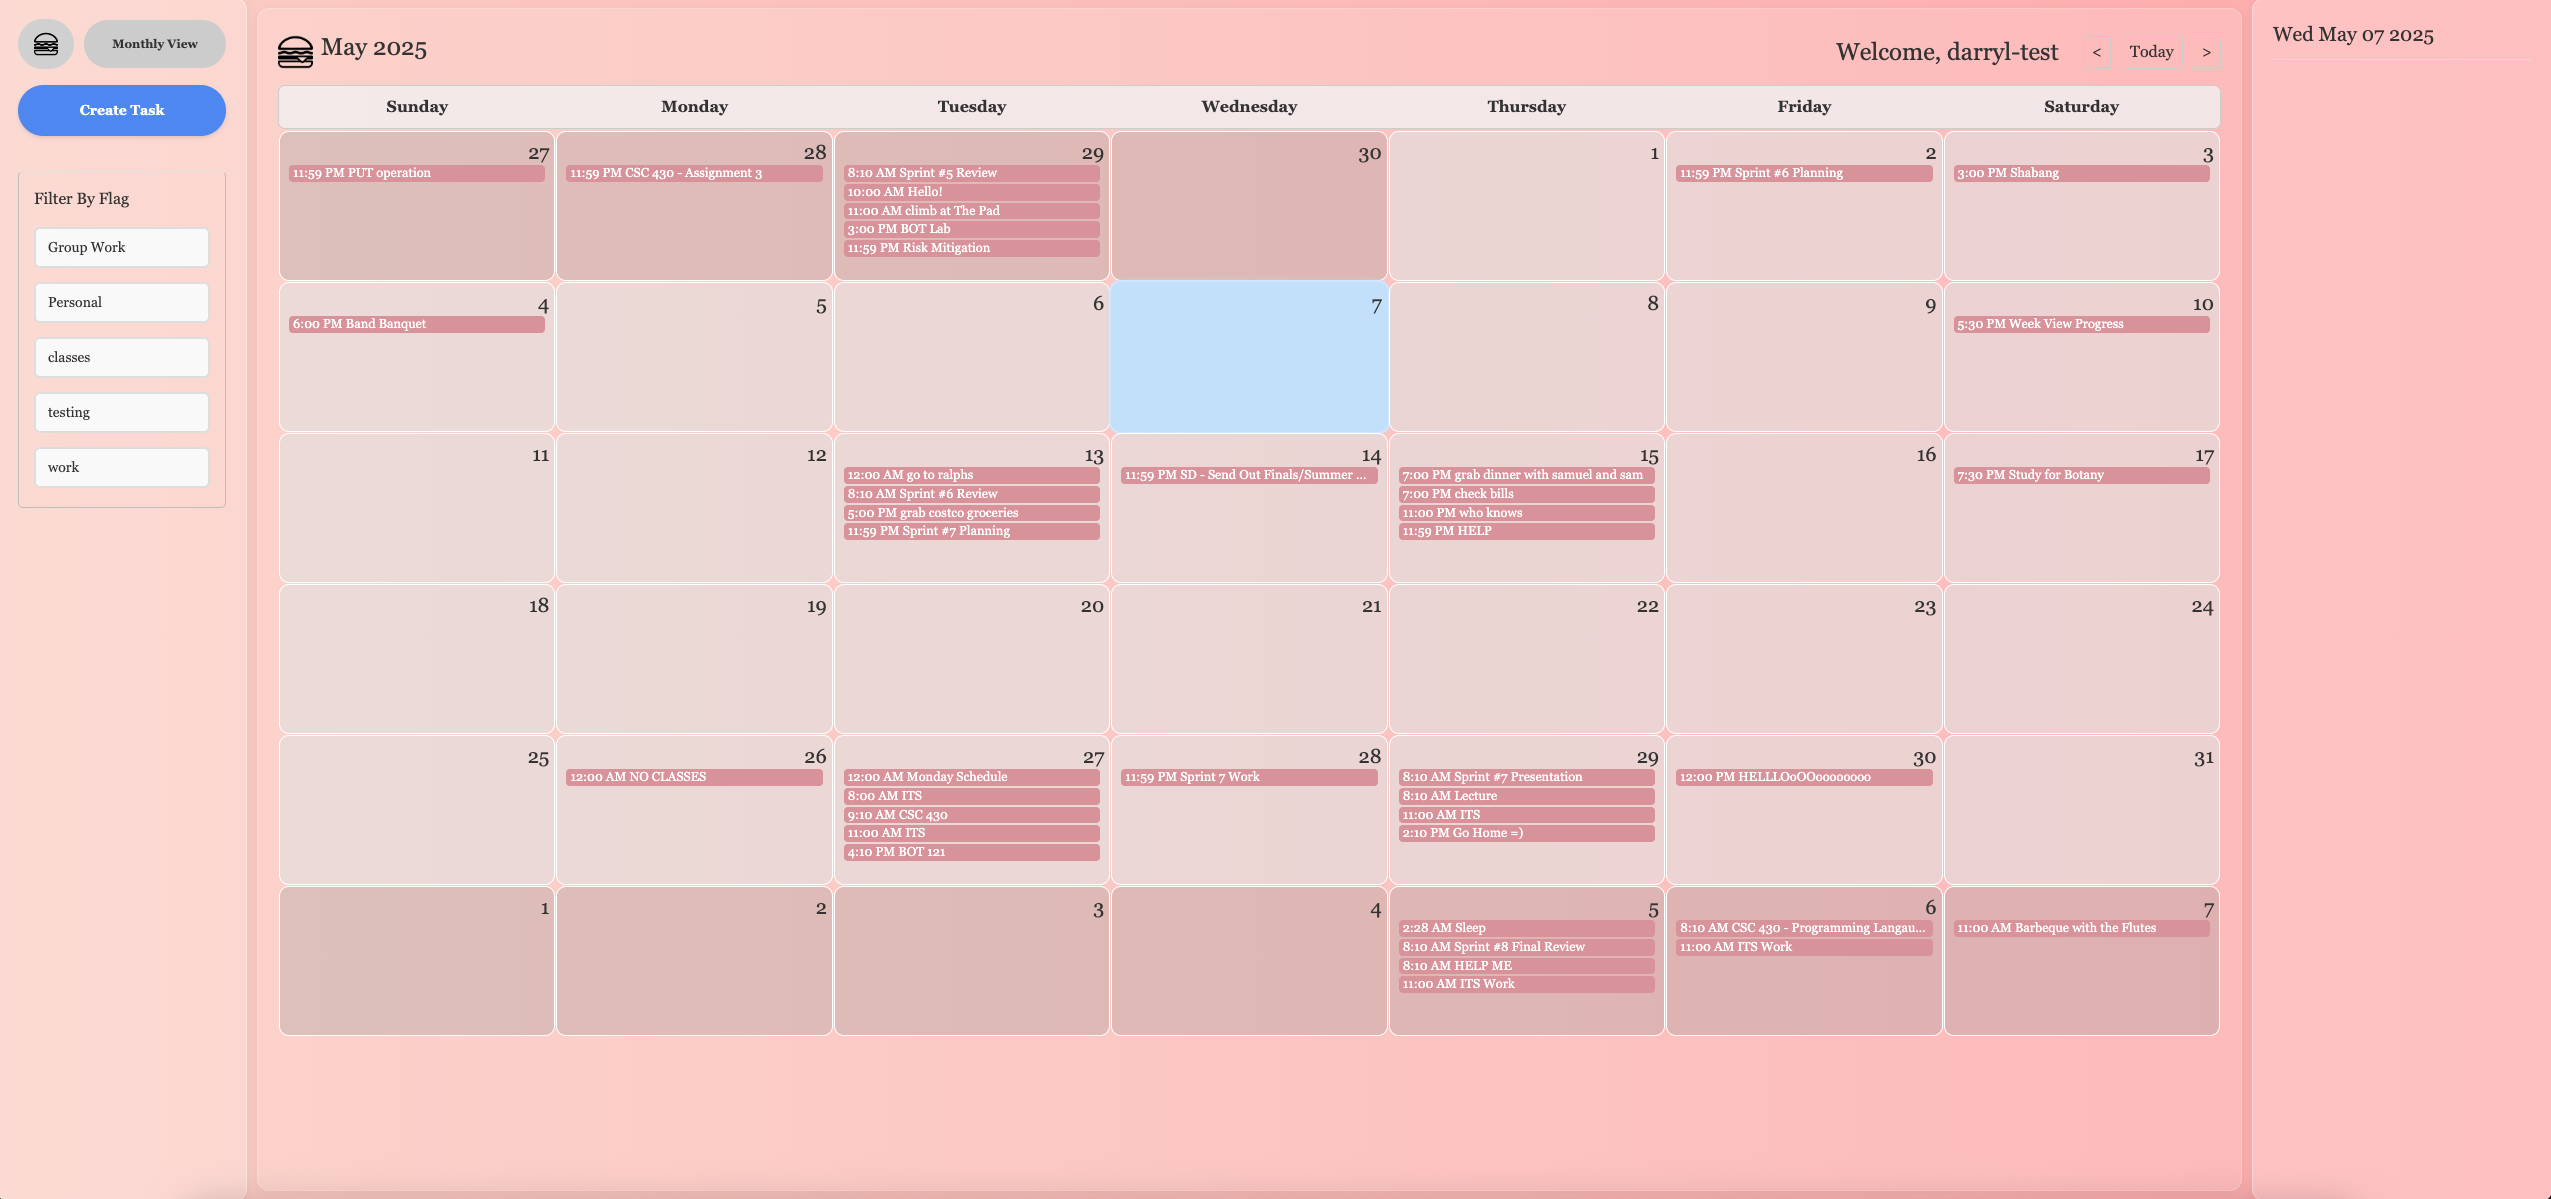 Monthly View
Create Task
Filter By Flag
Group Work
Personal
classes
testing
work
May 2025
Welcome, darryl-test
< Today >
Sunday Monday Tuesday Wednesday Thursday Friday Saturday
27
11:59 PM PUT operation
28
11:59 PM CSC 430 - Assignment 3
29
8:10 AM Sprint #5 Review
10:00 AM Hello!
11:00 AM climb at The Pad
3:00 PM BOT Lab
11:59 PM Risk Mitigation
30
1
2
11:59 PM Sprint #6 Planning
3
3:00 PM Shabang
4
6:00 PM Band Banquet
5
6
7
8
9
10
5:30 PM Week View Progress
11
12
13
12:00 AM go to ralphs
8:10 AM Sprint #6 Review
5:00 PM grab costco groceries
11:59 PM Sprint #7 Planning
14
11:59 PM SD - Send Out Finals/Summer ...
15
7:00 PM grab dinner with samuel and sam
7:00 PM check bills
11:00 PM who knows
11:59 PM HELP
16
17
7:30 PM Study for Botany
18
19
20
21
22
23
24
25
26
12:00 AM NO CLASSES
27
12:00 AM Monday Schedule
8:00 AM ITS
9:10 AM CSC 430
11:00 AM ITS
4:10 PM BOT 121
28
11:59 PM Sprint 7 Work
29
8:10 AM Sprint #7 Presentation
8:10 AM Lecture
11:00 AM ITS
2:10 PM Go Home =)
30
12:00 PM HELLLOoOOoooooooo
31
1
2
3
4
5
2:28 AM Sleep
8:10 AM Sprint #8 Final Review
8:10 AM HELP ME
11:00 AM ITS Work
6
8:10 AM CSC 430 - Programming Langau...
11:00 AM ITS Work
7
11:00 AM Barbeque with the Flutes
Wed May 07 2025